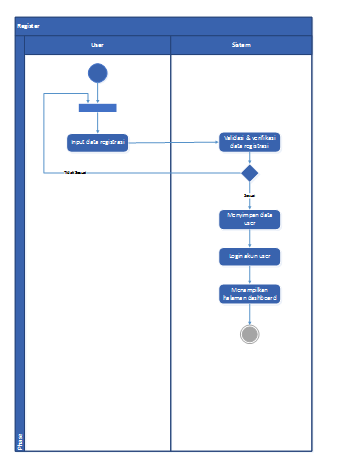 Register
User
Sistem
Input data registrasi
Validasi & verifikasi
data registrasi
Tidak Sesuai
Sesuai
Menyimpan data
user
Login akun user
Menampilkan
halaman dashboard
Phase